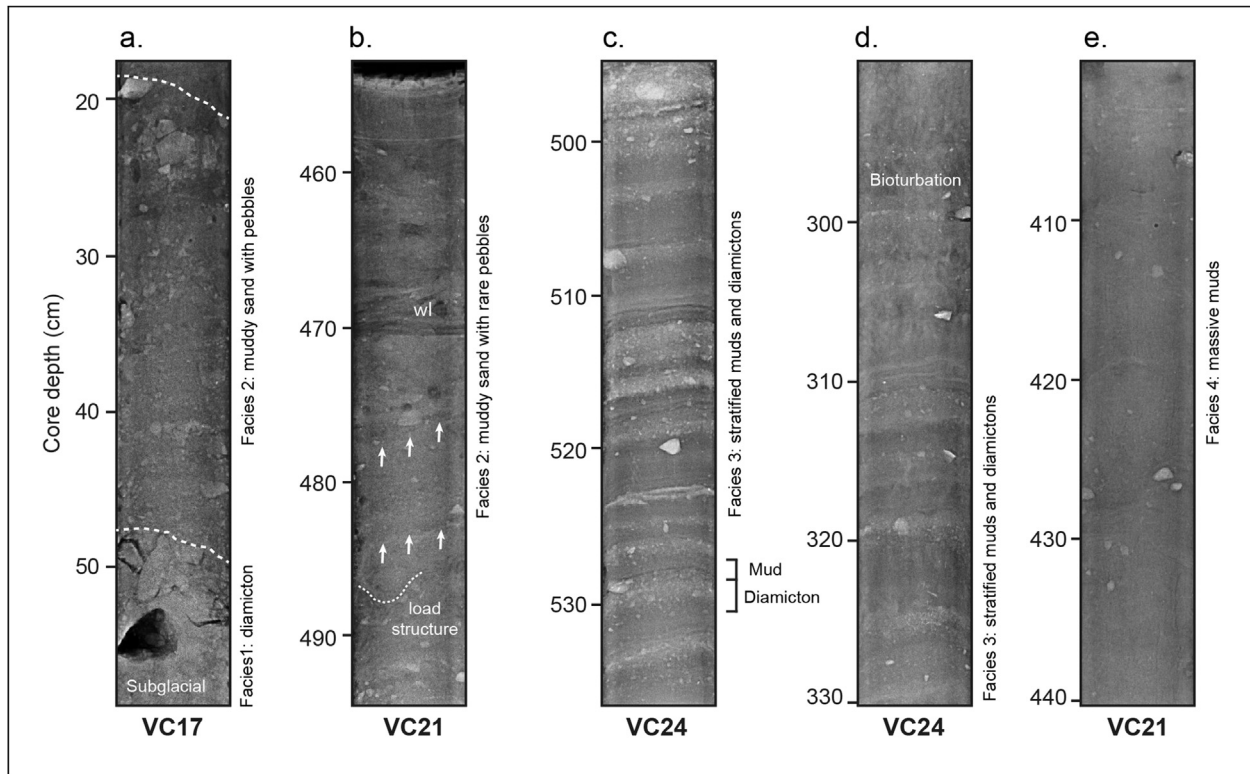 a.
b.
c.
d.
e.
Core depth (cm)
20
30
40
50
Subglacial
Facies 2: muddy sand with pebbles
Facies1: diamicton
VC17
460
470
480
490
wl
load
structure
Facies 2: muddy sand with rare pebbles
VC21
500
510
520
530
Mud
Diamicton
Facies 3: stratified muds and diamictons
VC24
300
310
320
330
Bioturbation
Facies 3: stratified muds and diamictons
VC24
410
420
430
440
Facies 4: massive muds
VC21